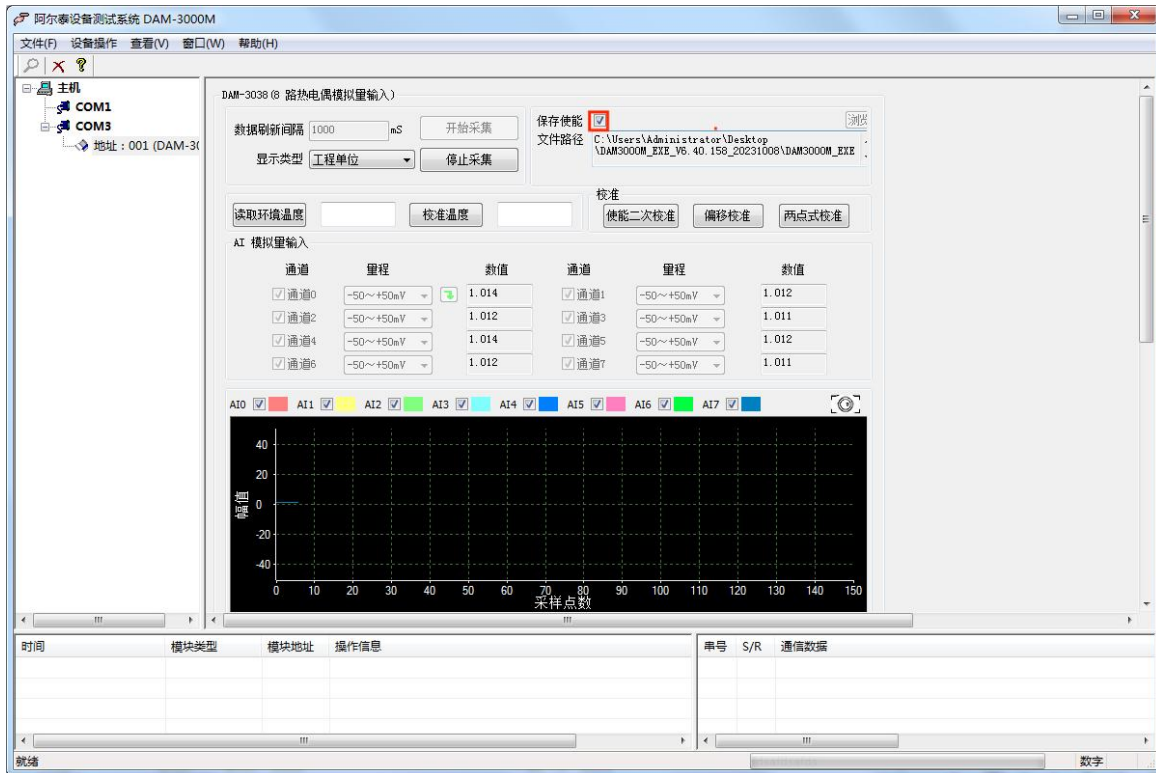 阿尔泰设备测试系统 DAM-3000M
文件(F) 设备操作 查看(V) 窗口(W) 帮助(H)
主机
COM1
COM3
地址：001 (DAM-30
DAM-3038(8 路热电偶模拟量输入)
数据刷新间隔 1000 mS 开始采集
显示类型 工程单位 停止采集
保存使能
文件路径 C:\Users\Administrator\Desktop
\DAM3000M_EXE_V6.40.158_20231008\DAM3000M_EXE
读取环境温度 校准温度
校准
使能二次校准 偏移校准 两点式校准
AI 模拟量输入
通道 量程 数值 通道 量程 数值
通道0 -50～+50mV 1.014 通道1 -50～+50mV 1.012
通道2 -50～+50mV 1.012 通道3 -50～+50mV 1.011
通道4 -50～+50mV 1.014 通道5 -50～+50mV 1.012
通道6 -50～+50mV 1.012 通道7 -50～+50mV 1.011
AI0 AI1 AI2 AI3 AI4 AI5 AI6 AI7
幅值
40
20
0
-20
-40
0 10 20 30 40 50 60 70 80 90 100 110 120 130 140 150
采样点数
时间 模块类型 模块地址 操作信息
串号 S/R 通信数据
就绪 数字